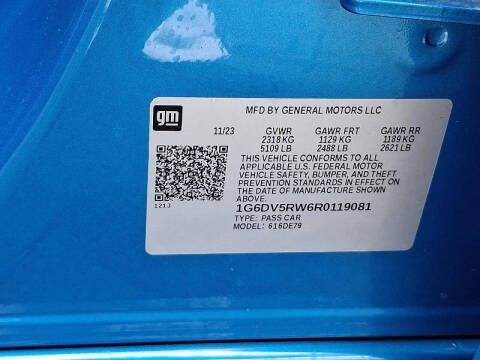 gm
MFD BY GENERAL MOTORS LLC
11/23 GVWR GAWR FRT GAWR RR
2318 KG 1129 KG 1189 KG
5109 LB 2488 LB 2621 LB
THIS VEHICLE CONFORMS TO ALL
APPLICABLE U.S. FEDERAL MOTOR
VEHICLE SAFETY, BUMPER, AND THEFT
PREVENTION STANDARDS IN EFFECT ON
THE DATE OF MANUFACTURE SHOWN
ABOVE.
1213
1G6DV5RW6R0119081
TYPE: PASS CAR
MODEL: 616DE79